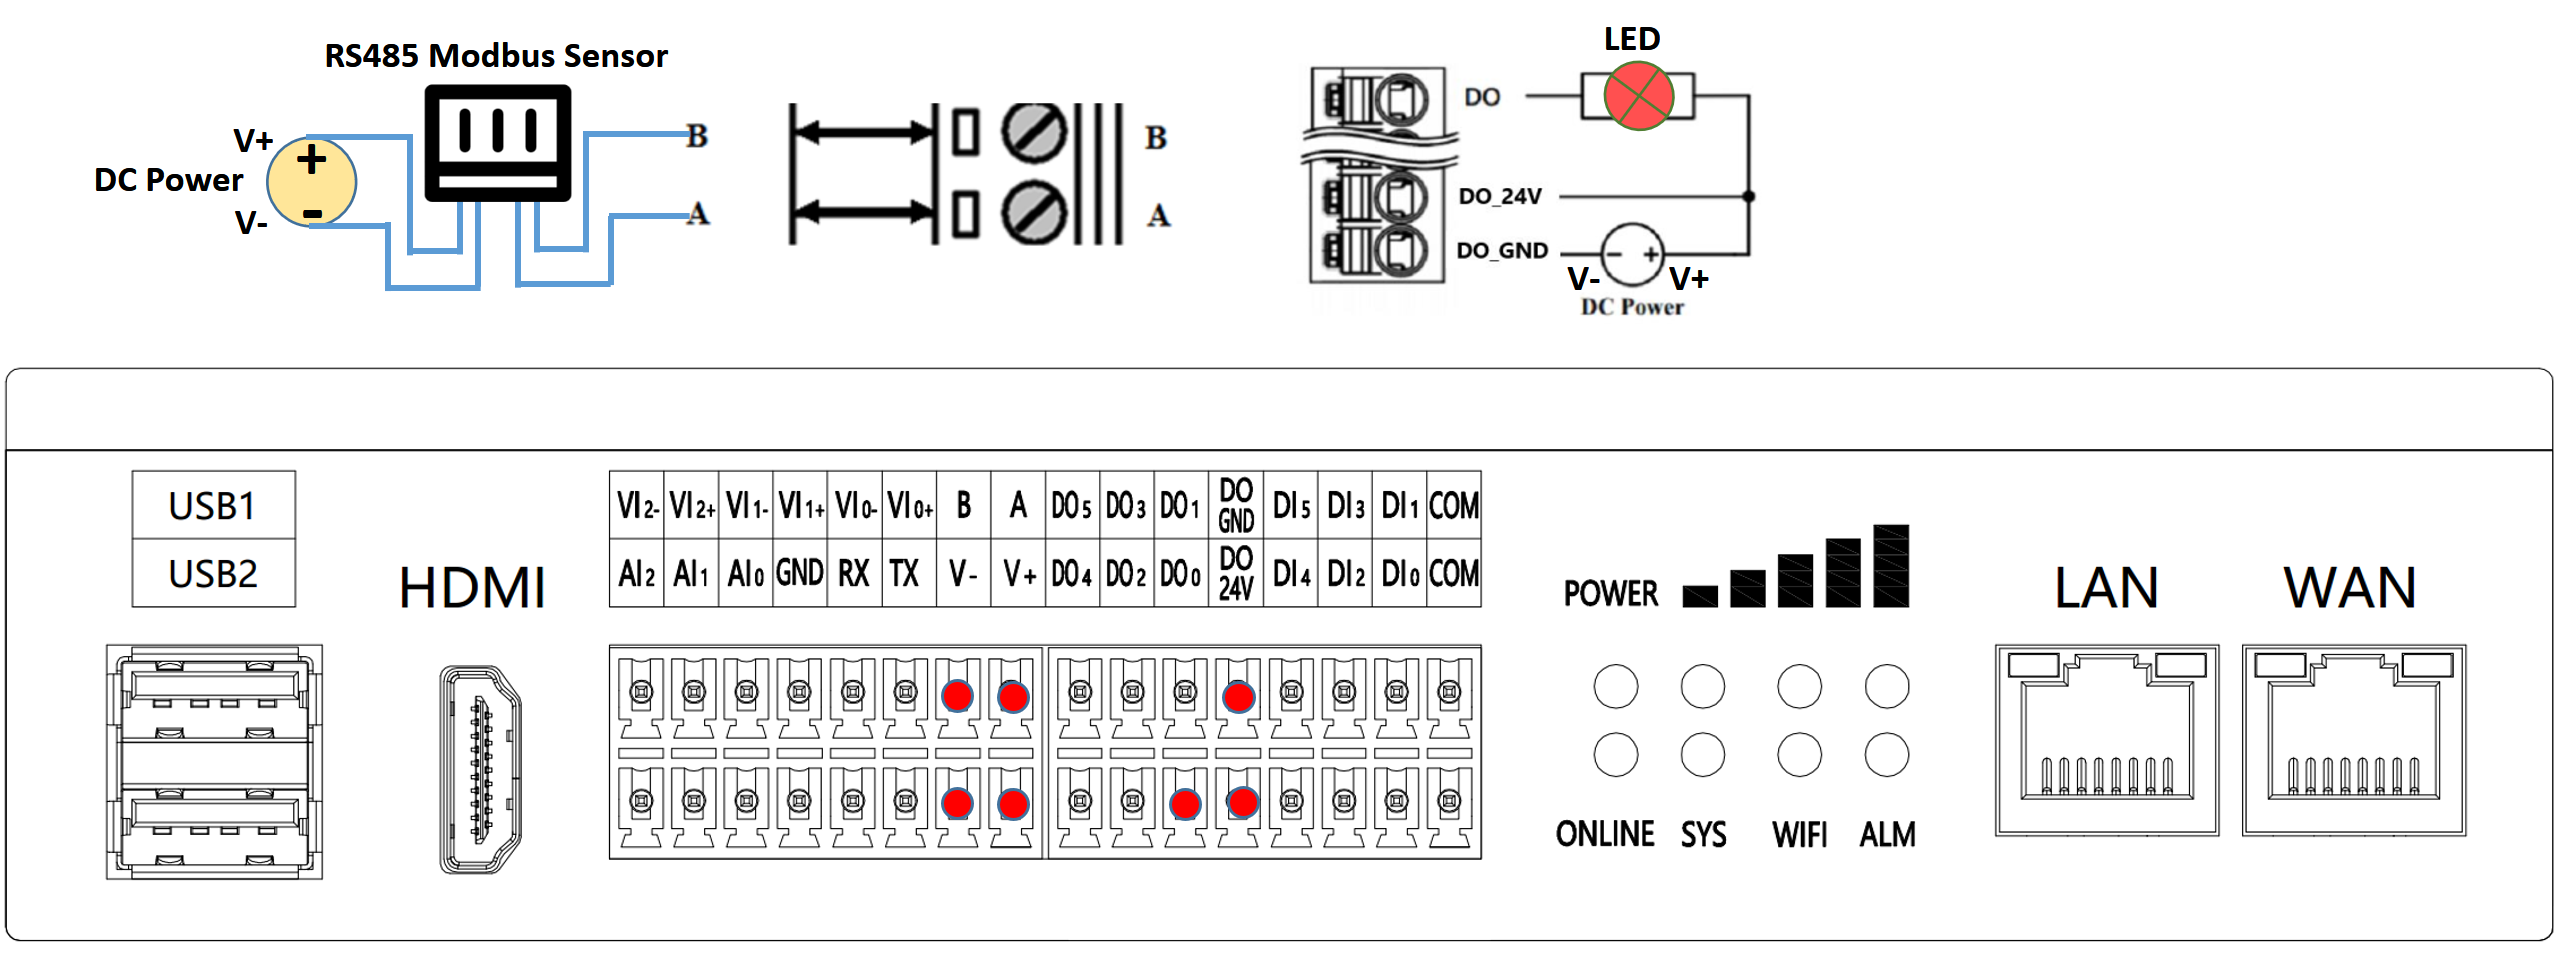 RS485 Modbus Sensor
V+
DC Power
V-
+
-
B
A
B
A
LED
DO
DO_24V
DO_GND
- +
V- V+
DC Power
USB1
USB2
HDMI
VI2- VI2+ VI1- VI1+ VI0- VI0+ B A DO5 DO3 DO1 DO GND DI5 DI3 DI1 COM
AI2 AI1 AI0 GND RX TX V- V+ DO4 DO2 DO0 DO 24V DI4 DI2 DI0 COM
POWER
LAN WAN
ONLINE SYS WIFI ALM